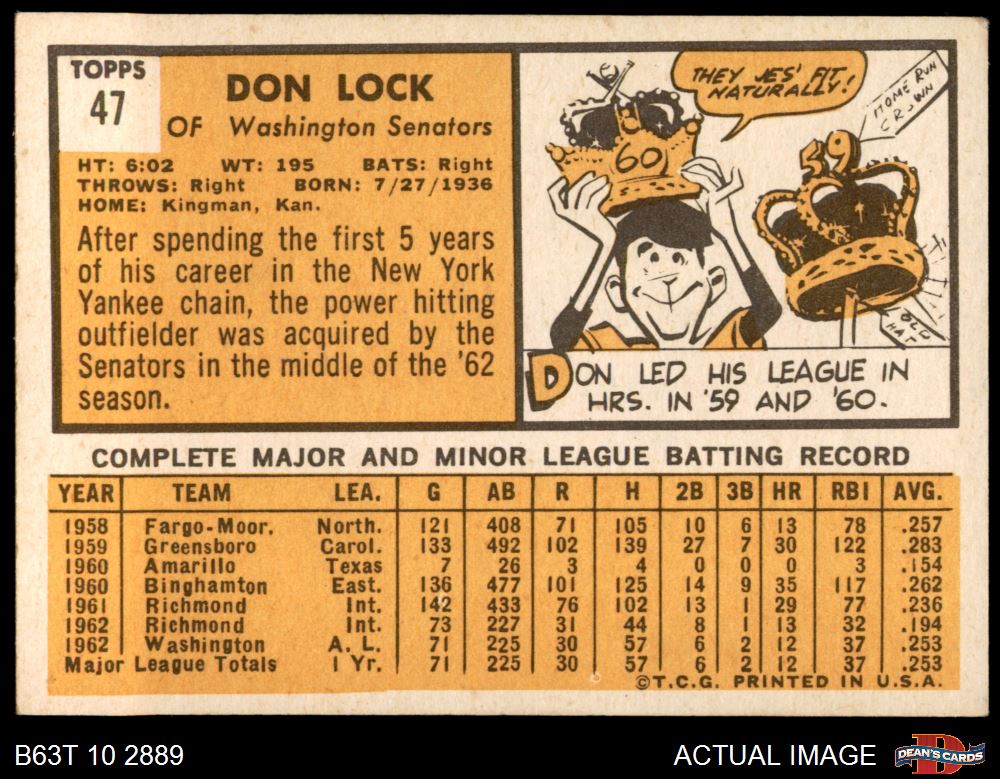 TOPPS
47
DON LOCK
OF Washington Senators
HT: 6:02 WT: 195 BATS: Right
THROWS: Right BORN: 7/27/1936
HOME: Kingman, Kan.
After spending the first 5 years
of his career in the New York
Yankee chain, the power hitting
outfielder was acquired by the
Senators in the middle of the '62
season.
THEY JES' FIT
NATURALLY!
HOME RUN
CROWN
60
59
OLD
HAT
DON LED HIS LEAGUE IN
HRS. IN '59 AND '60.
COMPLETE MAJOR AND MINOR LEAGUE BATTING RECORD
YEAR TEAM LEA. G AB R H 2B 3B HR RBI AVG.
1958 Fargo-Moor. North. 121 408 71 105 10 6 13 78 .257
1959 Greensboro Carol. 133 492 102 139 27 7 30 122 .283
1960 Amarillo Texas 7 26 3 4 0 0 0 3 .154
1960 Binghamton East. 136 477 101 125 14 9 35 117 .262
1961 Richmond Int. 142 433 76 102 13 1 29 77 .236
1962 Richmond Int. 73 227 31 44 8 1 13 32 .194
1962 Washington A. L. 71 225 30 57 6 2 12 37 .253
Major League Totals 1 Yr. 71 225 30 57 6 2 12 37 .253
©T.C.G. PRINTED IN U.S.A.
B63T 10 2889
ACTUAL IMAGE
DEAN'S CARDS